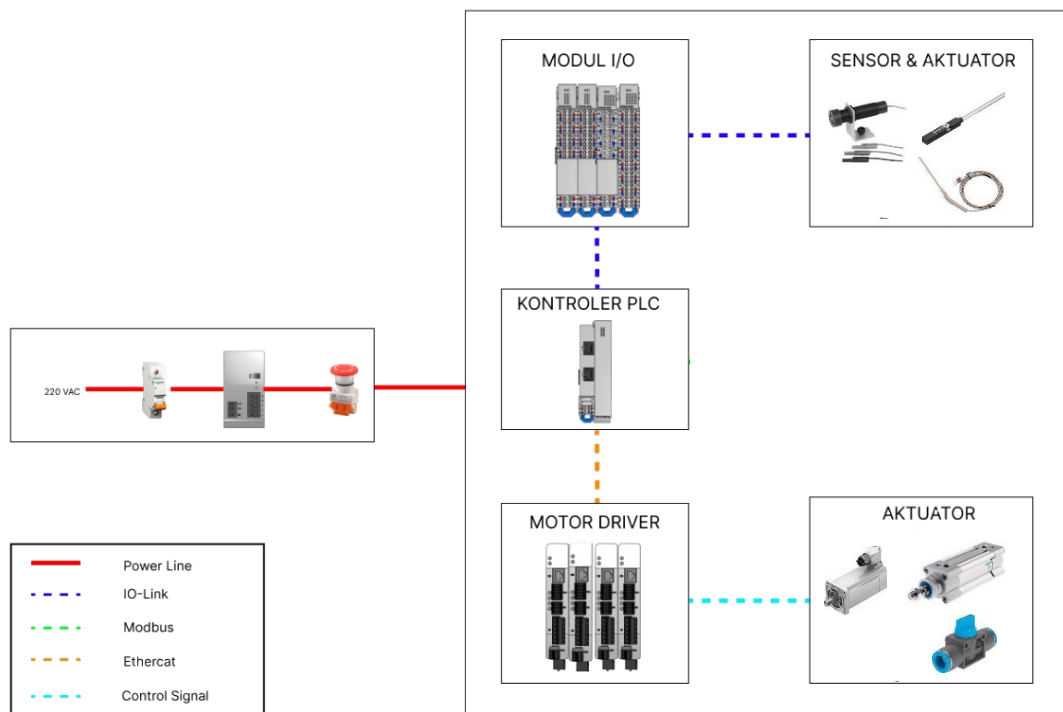 MODUL I/O
SENSOR & AKTUATOR
KONTROLER PLC
220 VAC
MOTOR DRIVER
AKTUATOR
Power Line
IO-Link
Modbus
Ethercat
Control Signal